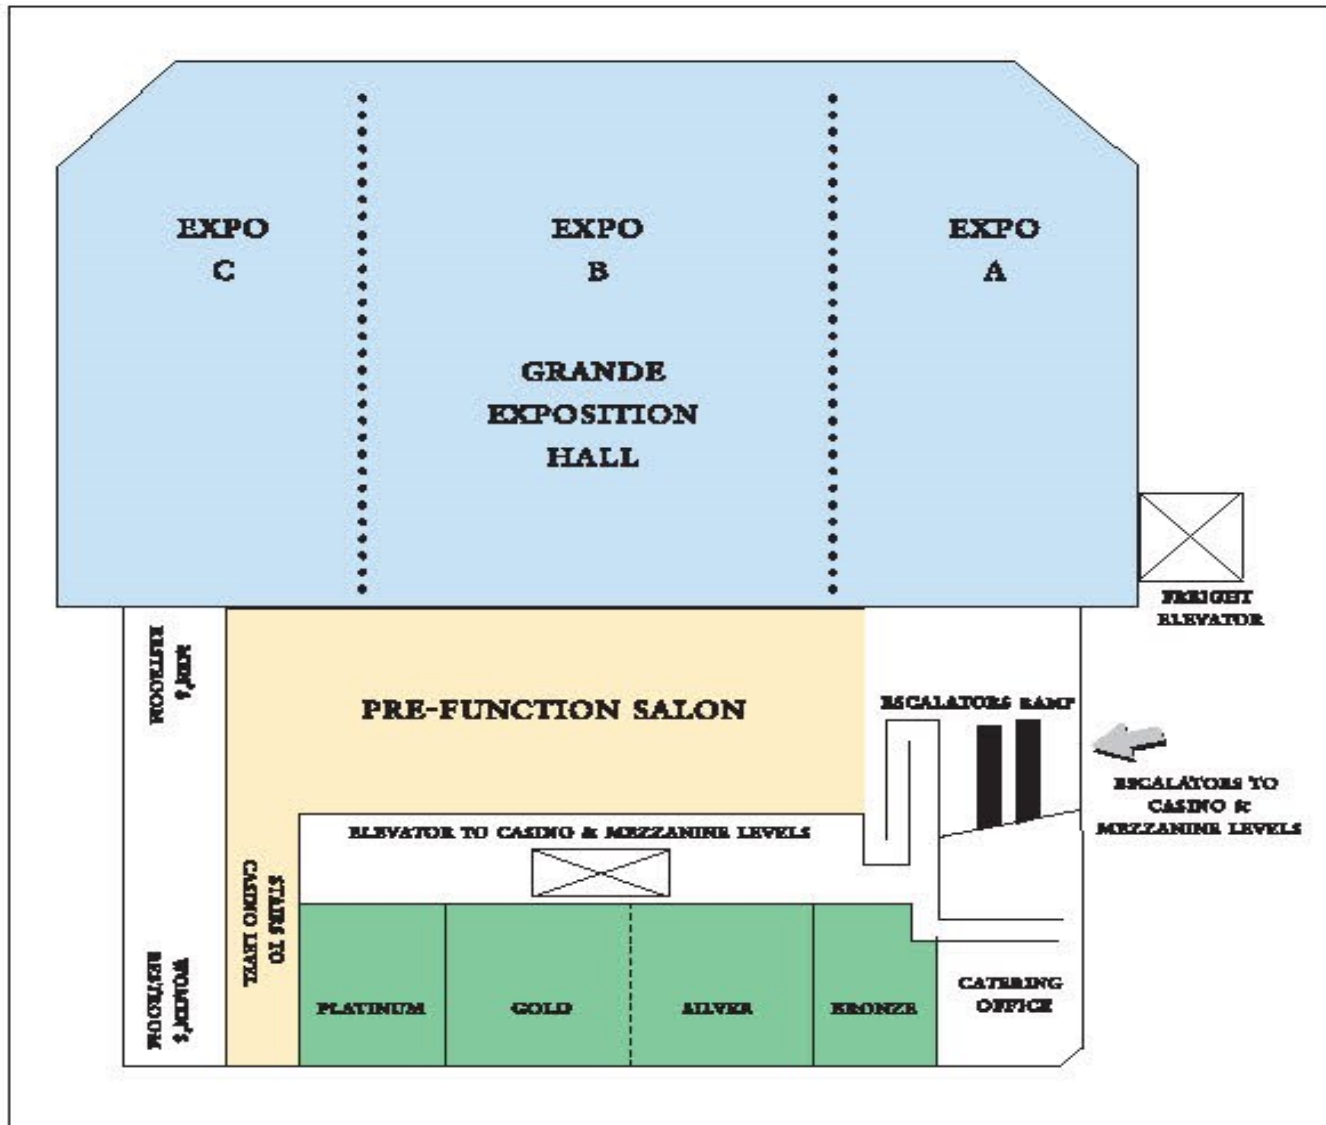 EXPO
C
EXPO
B
EXPO
A
GRANDE
EXPOSITION
HALL
FREIGHT
ELEVATOR
MEN'S
RESTROOM
PRE-FUNCTION SALON
ESCALATORS RAMP
ESCALATORS TO
CASINO &
MEZZANINE LEVELS
ELEVATOR TO CASINO & MEZZANINE LEVELS
STAIRS TO
CASINO LEVEL
WOMEN'S
RESTROOM
PLATINUM
GOLD
SILVER
BRONZE
CATERING
OFFICE